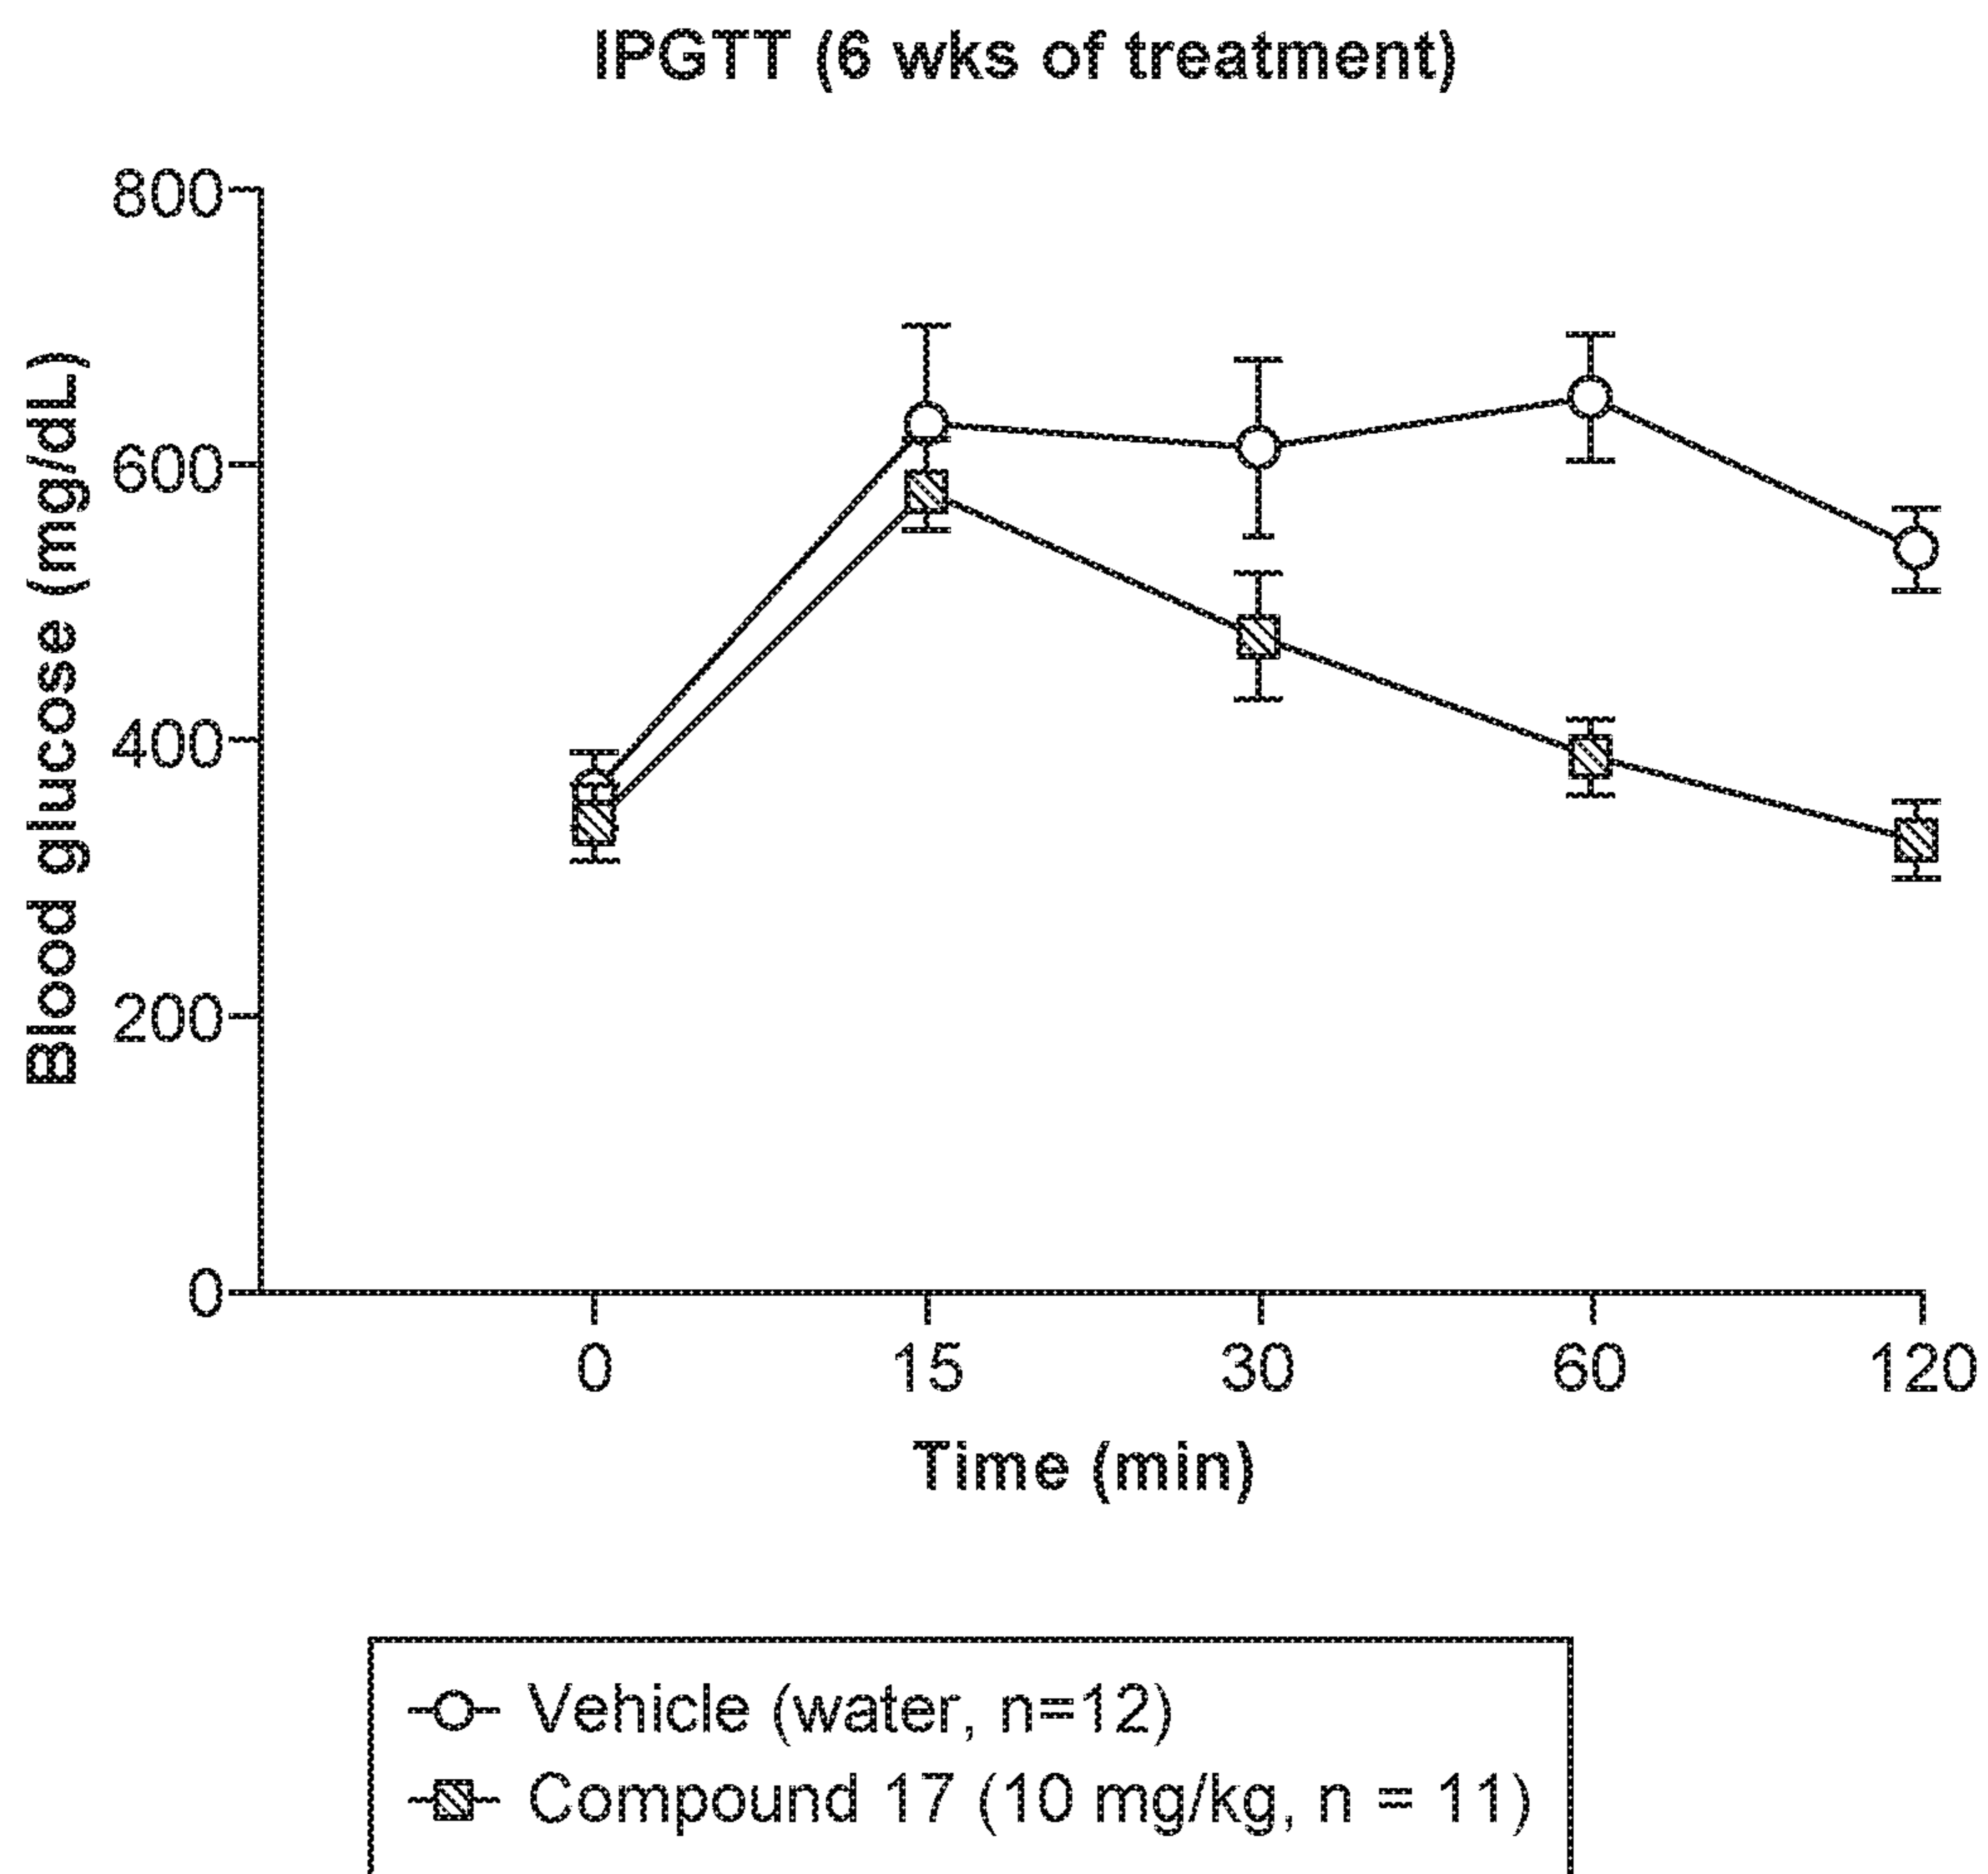 IPGTT (6 wks of treatment)
Blood glucose (mg/dL)
800
600
400
200
0
0 15 30 60 120
Time (min)
Vehicle (water, n=12)
Compound 17 (10 mg/kg, n = 11)